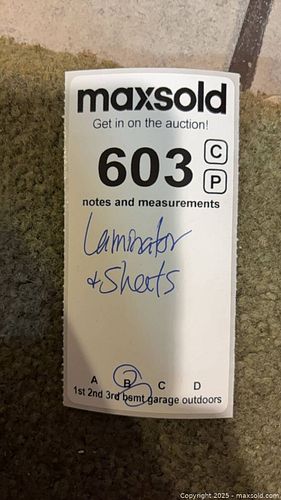 maxsold
Get in on the auction!
603 C
P
notes and measurements
Laminator
+ Sheets
A B C D
1st 2nd 3rd bsmt garage outdoors
Copyright 2025 - maxsold.com